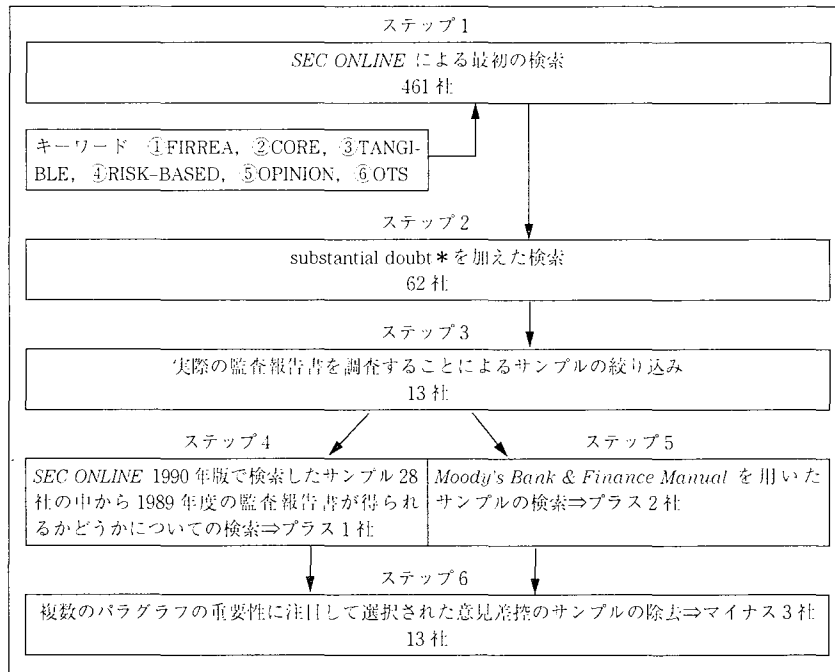 ステップ1
SEC ONLINE による最初の検索
461 社
キーワード ①FIRREA, ②CORE, ③TANGI-
BLE, ④RISK-BASED, ⑤OPINION, ⑥OTS
ステップ2
substantial doubt＊を加えた検索
62 社
ステップ3
実際の監査報告書を調査することによるサンプルの絞り込み
13 社
ステップ4
SEC ONLINE 1990 年版で検索したサンプル 28
社の中から 1989 年度の監査報告書が得られ
るかどうかについての検索⇒プラス 1 社
ステップ5
Moody's Bank & Finance Manual を用いた
サンプルの検索⇒プラス 2 社
ステップ6
複数のパラグラフの重要性に注目して選択された意見差控のサンプルの除去⇒マイナス 3 社
13 社